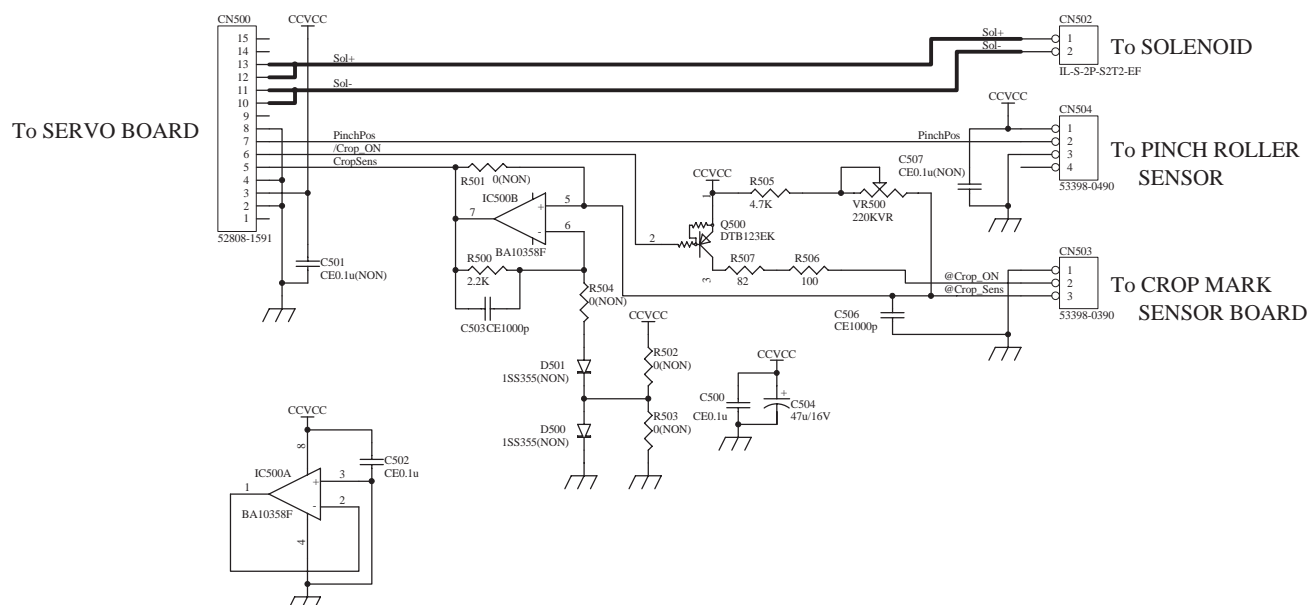 CN500
CCVCC
15
14
13
12
11
10
9
8
7
6
5
4
3
2
1
52808-1591
To SERVO BOARD
Sol+
Sol-
PinchPos
/Crop_ON
CropSens
C501
CE0.1u(NON)
R501
0(NON)
IC500B
5
+
6
-
7
BA10358F
R500
2.2K
C503
CE1000p
R504
0(NON)
D501
1SS355(NON)
D500
1SS355(NON)
CCVCC
R502
0(NON)
R503
0(NON)
CCVCC
1
Q500
DTB123EK
2
3
R505
4.7K
VR500
220KVR
R507
82
R506
100
C506
CE1000p
CCVCC
C500
CE0.1u
+
C504
47u/16V
Sol+
Sol-
CN502
1
2
IL-S-2P-S2T2-EF
To SOLENOID
CCVCC
C507
CE0.1u(NON)
PinchPos
CN504
1
2
3
4
53398-0490
To PINCH ROLLER
SENSOR
@Crop_ON
@Crop_Sens
CN503
1
2
3
53398-0390
To CROP MARK
SENSOR BOARD
CCVCC
8
C502
CE0.1u
IC500A
1
+
3
-
2
BA10358F
4